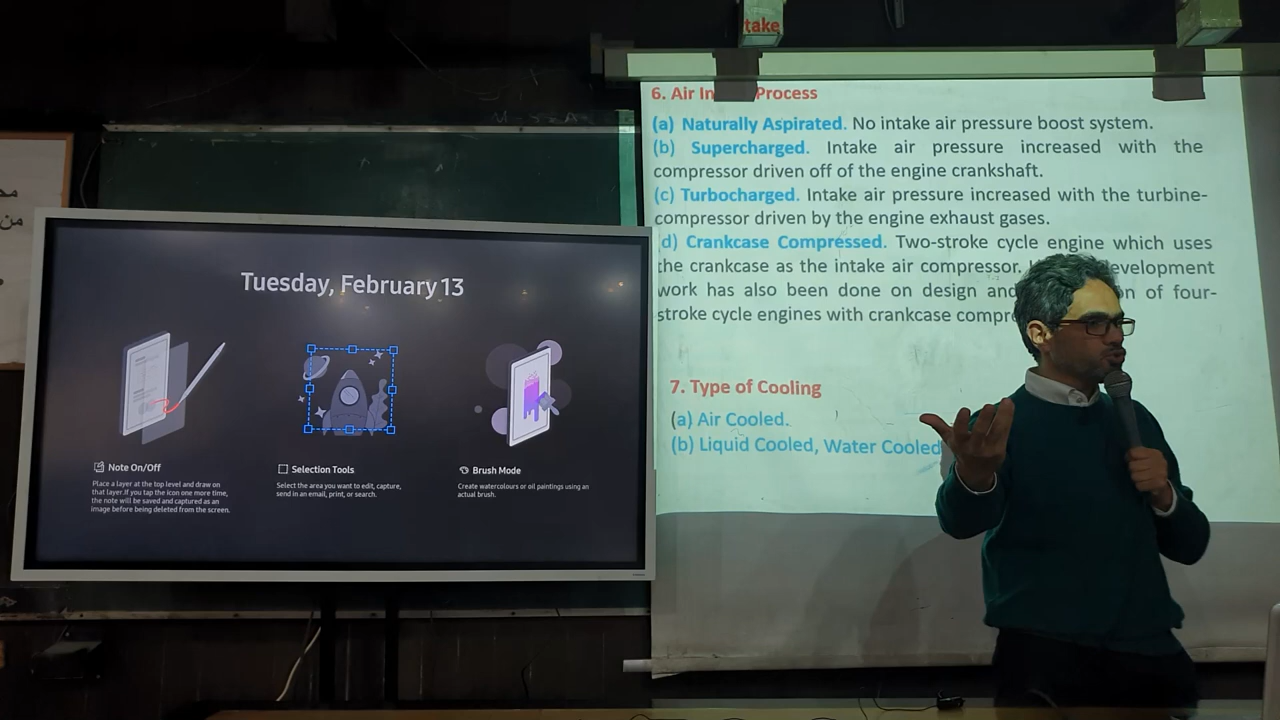 take
6. Air In Process
(a) Naturally Aspirated. No intake air pressure boost system.
(b) Supercharged. Intake air pressure increased with the
compressor driven off of the engine crankshaft.
(c) Turbocharged. Intake air pressure increased with the turbine-
compressor driven by the engine exhaust gases.
d) Crankcase Compressed. Two-stroke cycle engine which uses
the crankcase as the intake air compressor. evelopment
work has also been done on design and on of four-
stroke cycle engines with crankcase compre
7. Type of Cooling
(a) Air Cooled.
(b) Liquid Cooled, Water Cooled
من
Tuesday, February 13
Note On/Off
Place a layer at the top level and draw on
that layer.If you tap the icon one more time,
the note will be saved and captured as an
image before being deleted from the screen.
Selection Tools
Select the area you want to edit, capture,
send in an email, print, or search.
Brush Mode
Create watercolours or oil paintings using an
actual brush.